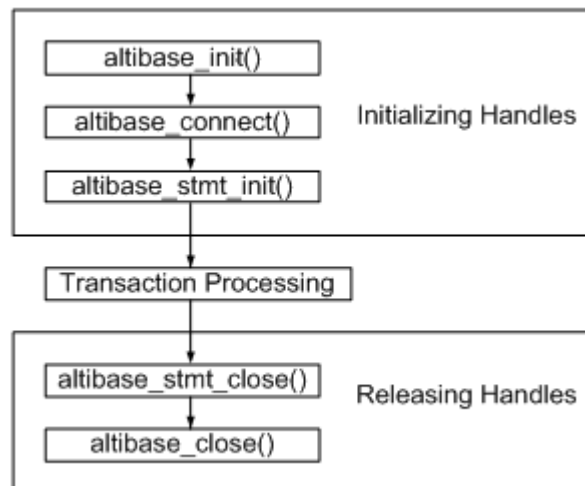 altibase_init()
altibase_connect()
Initializing Handles
altibase_stmt_init()
Transaction Processing
altibase_stmt_close()
Releasing Handles
altibase_close()